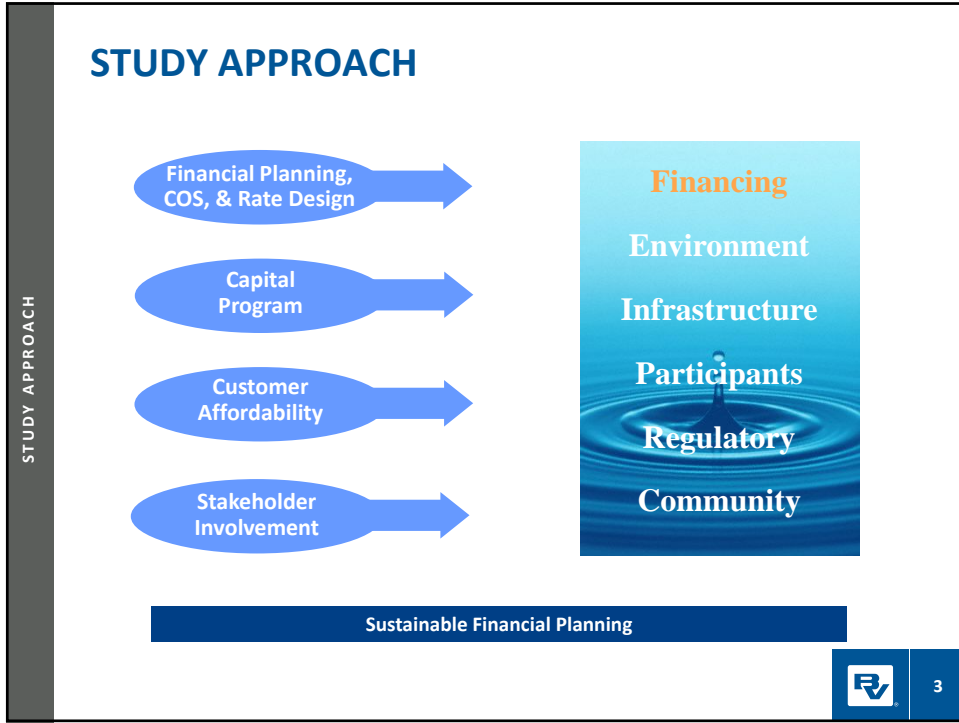 STUDY APPROACH
STUDY APPROACH
Financial Planning,
COS, & Rate Design
Capital
Program
Customer
Affordability
Stakeholder
Involvement
Financing
Environment
Infrastructure
Participants
Regulatory
Community
Sustainable Financial Planning
BV
®
3